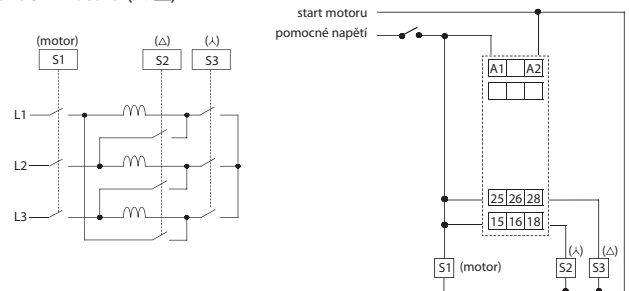 (motor)
S1
(△)
S2
(⅄)
S3
L1
L2
L3
start motoru
pomocné napětí
A1 A2
25 26 28
15 16 18
S1 (motor)
(⅄)
S2
(△)
S3